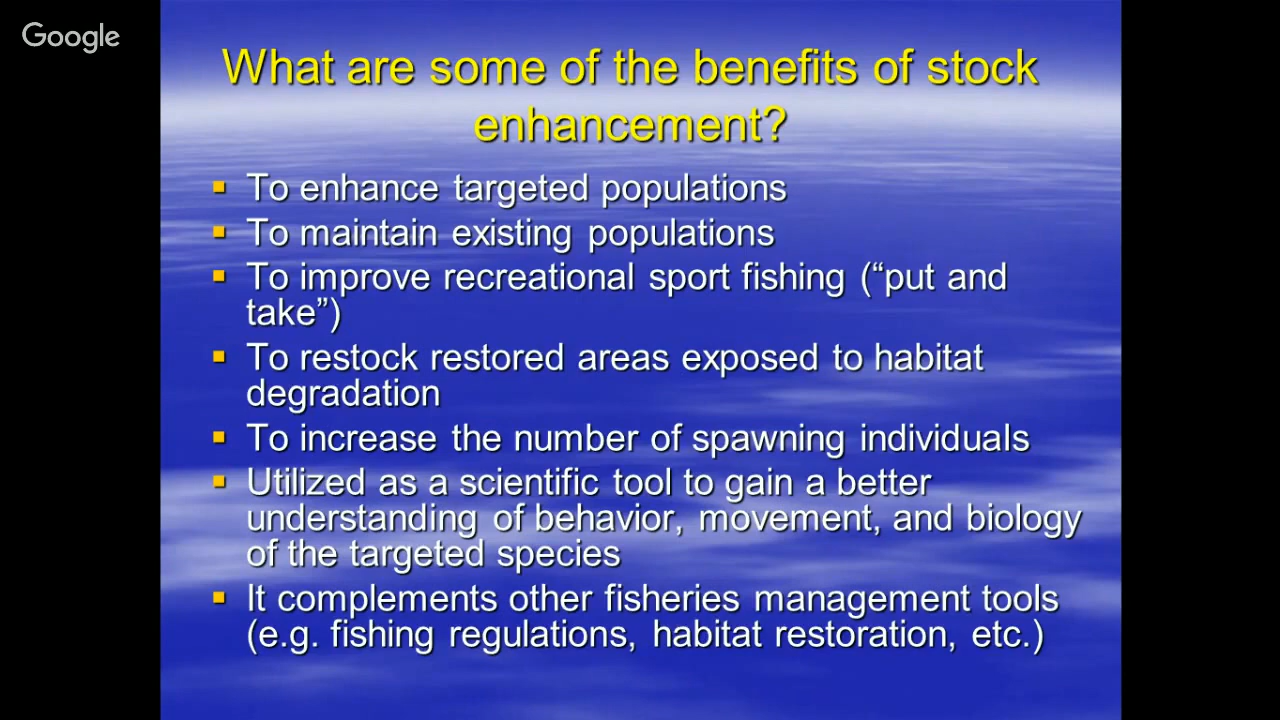 Google
What are some of the benefits of stock
enhancement?
▪ To enhance targeted populations
▪ To maintain existing populations
▪ To improve recreational sport fishing (“put and
take”)
▪ To restock restored areas exposed to habitat
degradation
▪ To increase the number of spawning individuals
▪ Utilized as a scientific tool to gain a better
understanding of behavior, movement, and biology
of the targeted species
▪ It complements other fisheries management tools
(e.g. fishing regulations, habitat restoration, etc.)